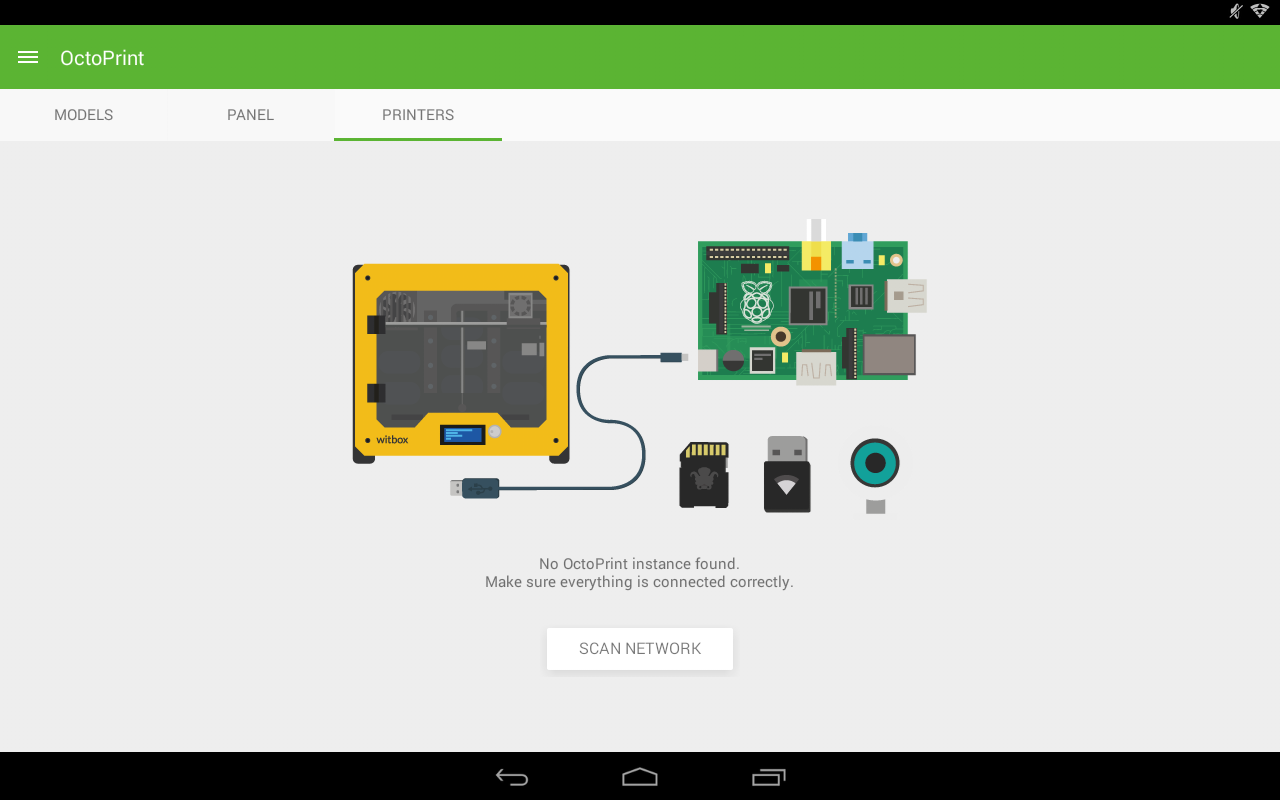 OctoPrint
MODELS
PANEL
PRINTERS
witbox
No OctoPrint instance found.
Make sure everything is connected correctly.
SCAN NETWORK